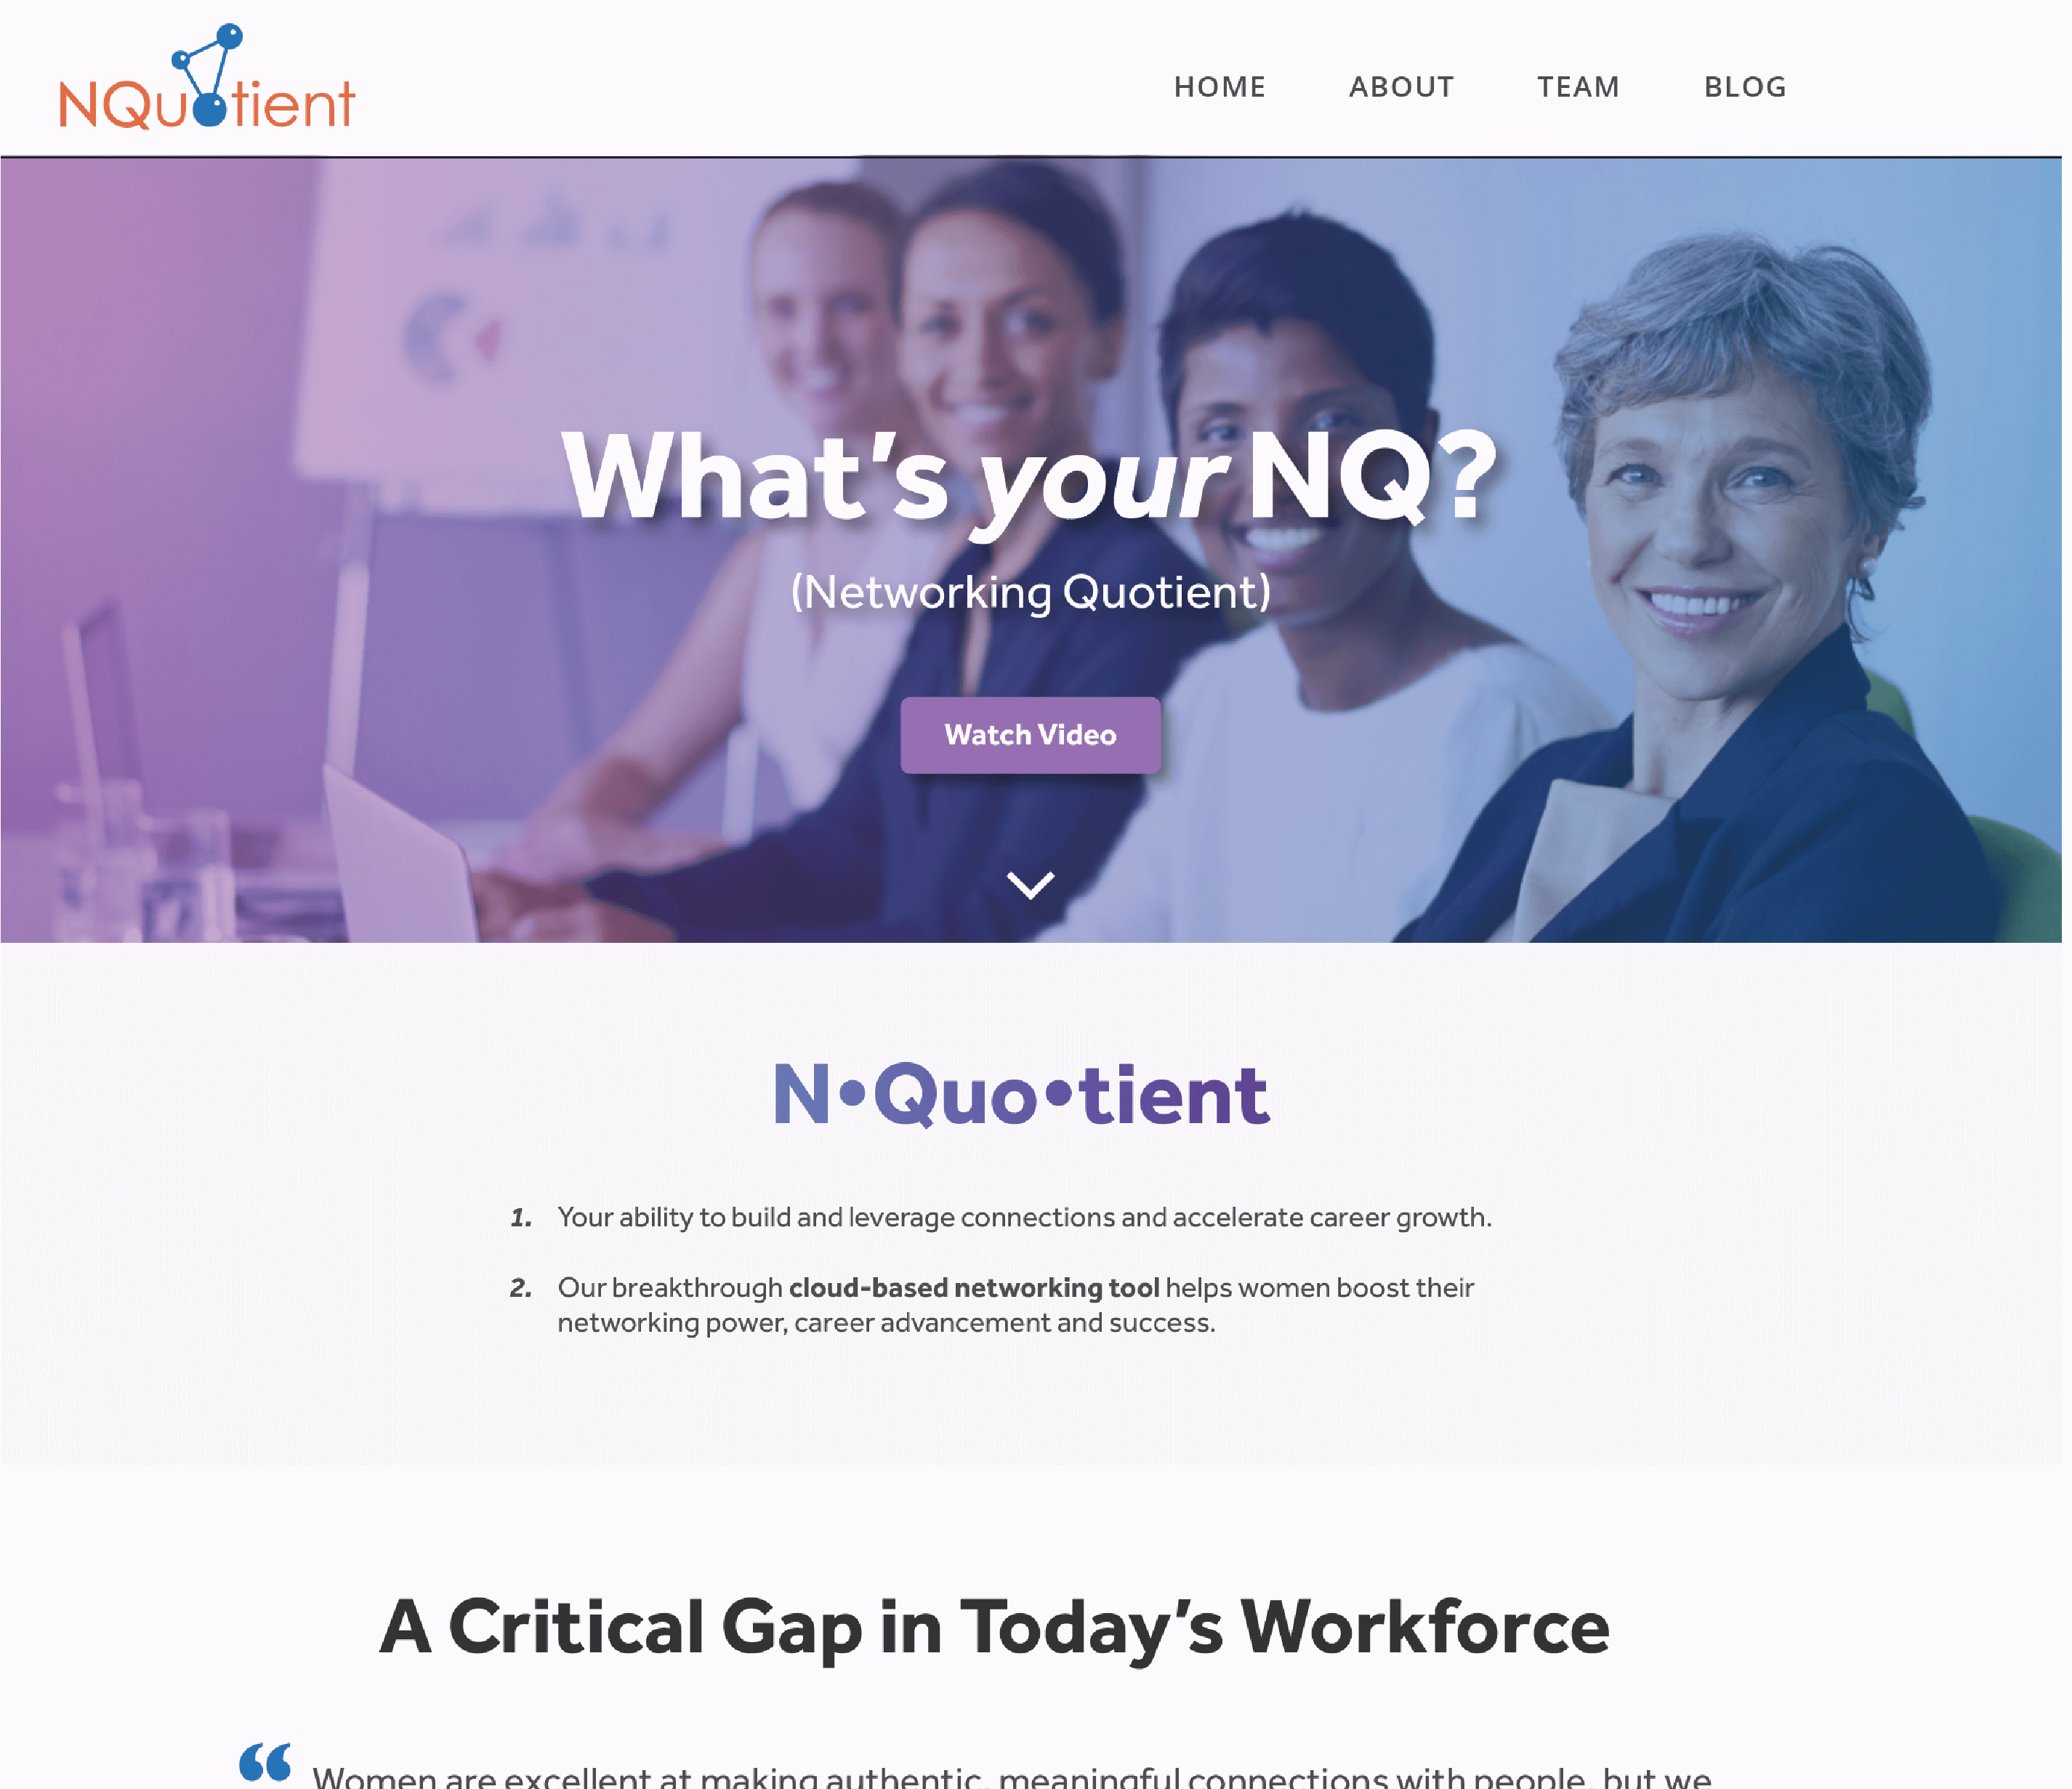 NQuotient
HOME ABOUT TEAM BLOG
What’s your NQ?
(Networking Quotient)
Watch Video
N•Quo•tient
1. Your ability to build and leverage connections and accelerate career growth.
2. Our breakthrough cloud-based networking tool helps women boost their
networking power, career advancement and success.
A Critical Gap in Today’s Workforce
“ Women are excellent at making authentic, meaningful connections with people, but we